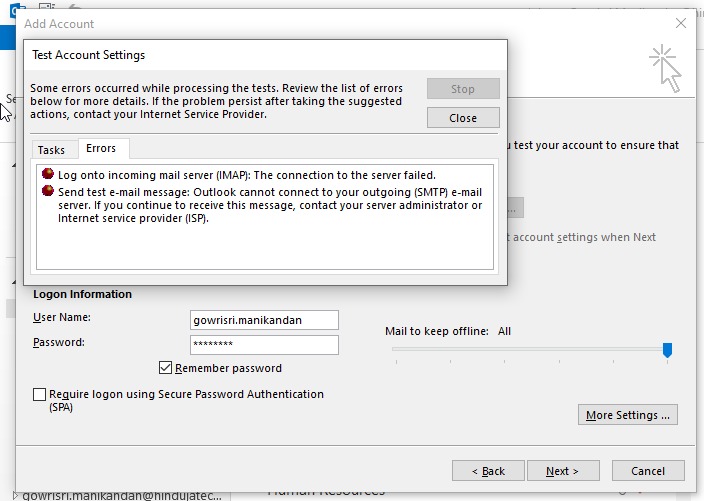 Add Account
Test Account Settings
Some errors occurred while processing the tests. Review the list of errors
below for more details. If the problem persist after taking the suggested
actions, contact your Internet Service Provider.
Stop
Close
Tasks
Errors
Log onto incoming mail server (IMAP): The connection to the server failed.
Send test e-mail message: Outlook cannot connect to your outgoing (SMTP) e-mail
server. If you continue to receive this message, contact your server administrator or
Internet service provider (ISP).
test your account to ensure that
...
account settings when Next
Logon Information
User Name:
gowrisri.manikandan
Password:
********
Remember password
Require logon using Secure Password Authentication
(SPA)
Mail to keep offline: All
More Settings ...
< Back
Next >
Cancel
gowrisri.manikandan@hindujatec...
Human Resources